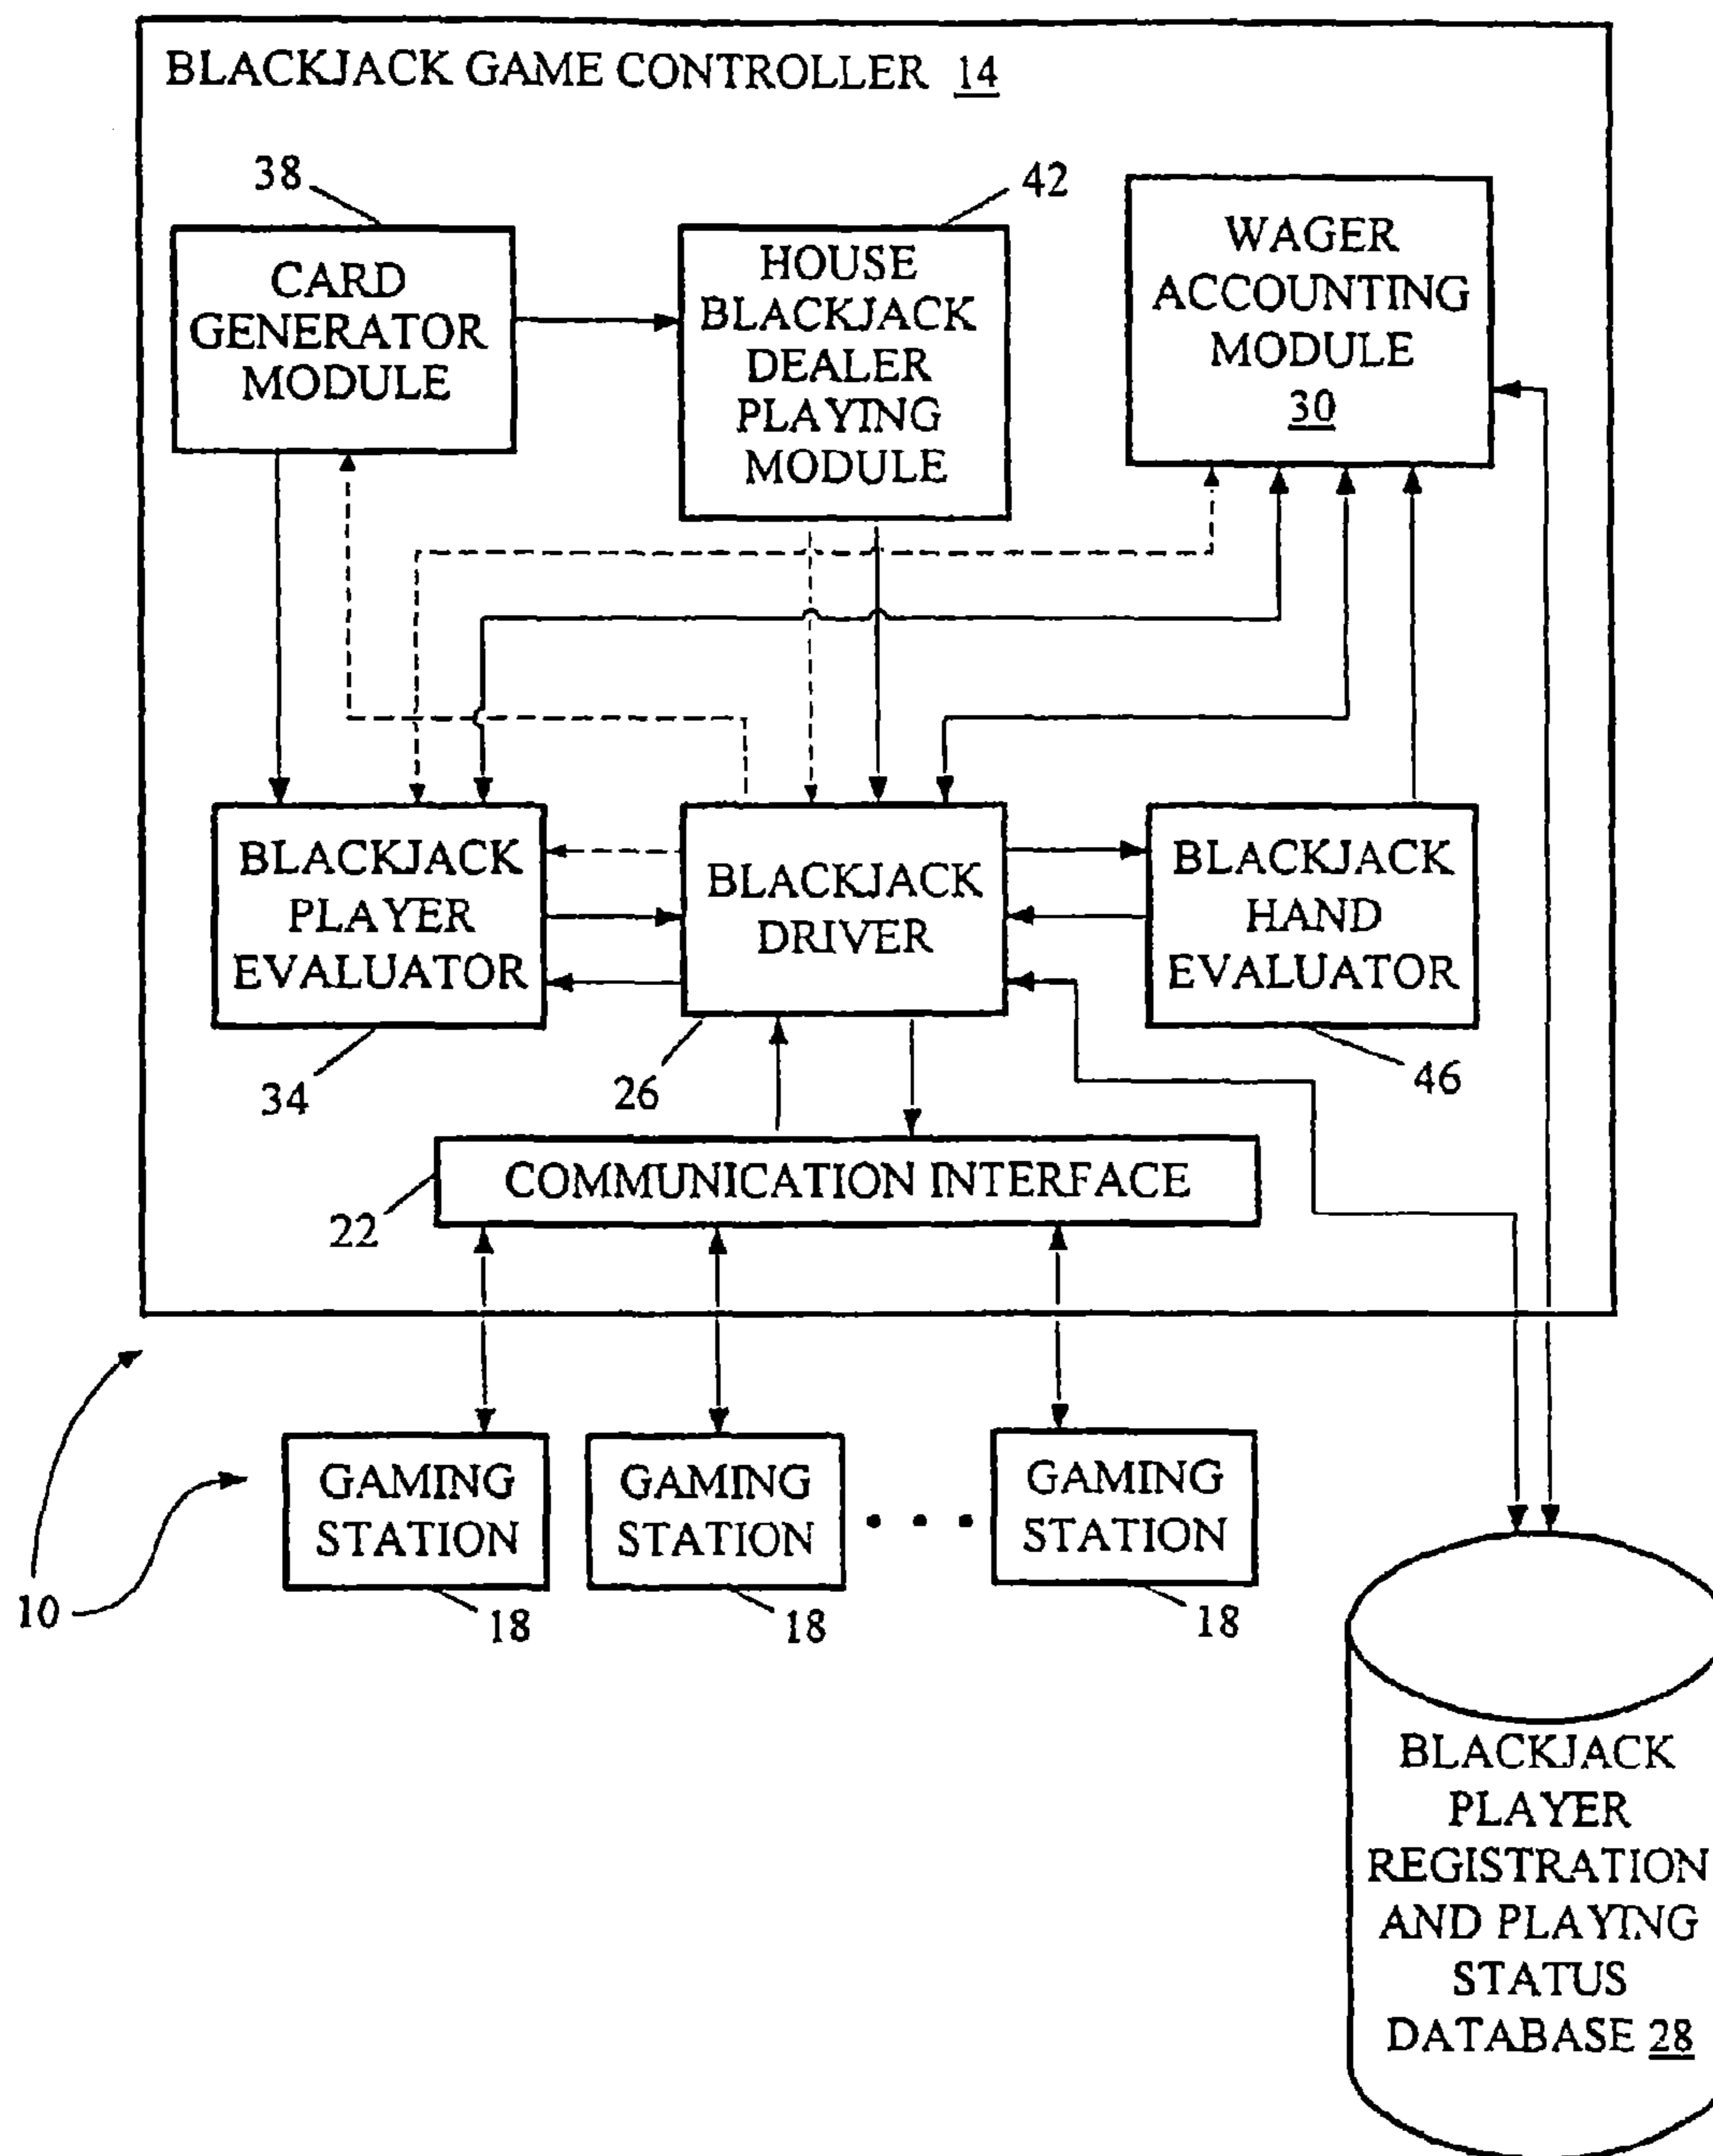 BLACKJACK GAME CONTROLLER 14
38
42
CARD
GENERATOR
MODULE
HOUSE
BLACKJACK
DEALER
PLAYING
MODULE
WAGER
ACCOUNTING
MODULE
30
BLACKJACK
PLAYER
EVALUATOR
BLACKJACK
DRIVER
BLACKJACK
HAND
EVALUATOR
34
26
46
COMMUNICATION INTERFACE
22
GAMING
STATION
GAMING
STATION
GAMING
STATION
10
18
18
18
BLACKJACK
PLAYER
REGISTRATION
AND PLAYING
STATUS
DATABASE 28